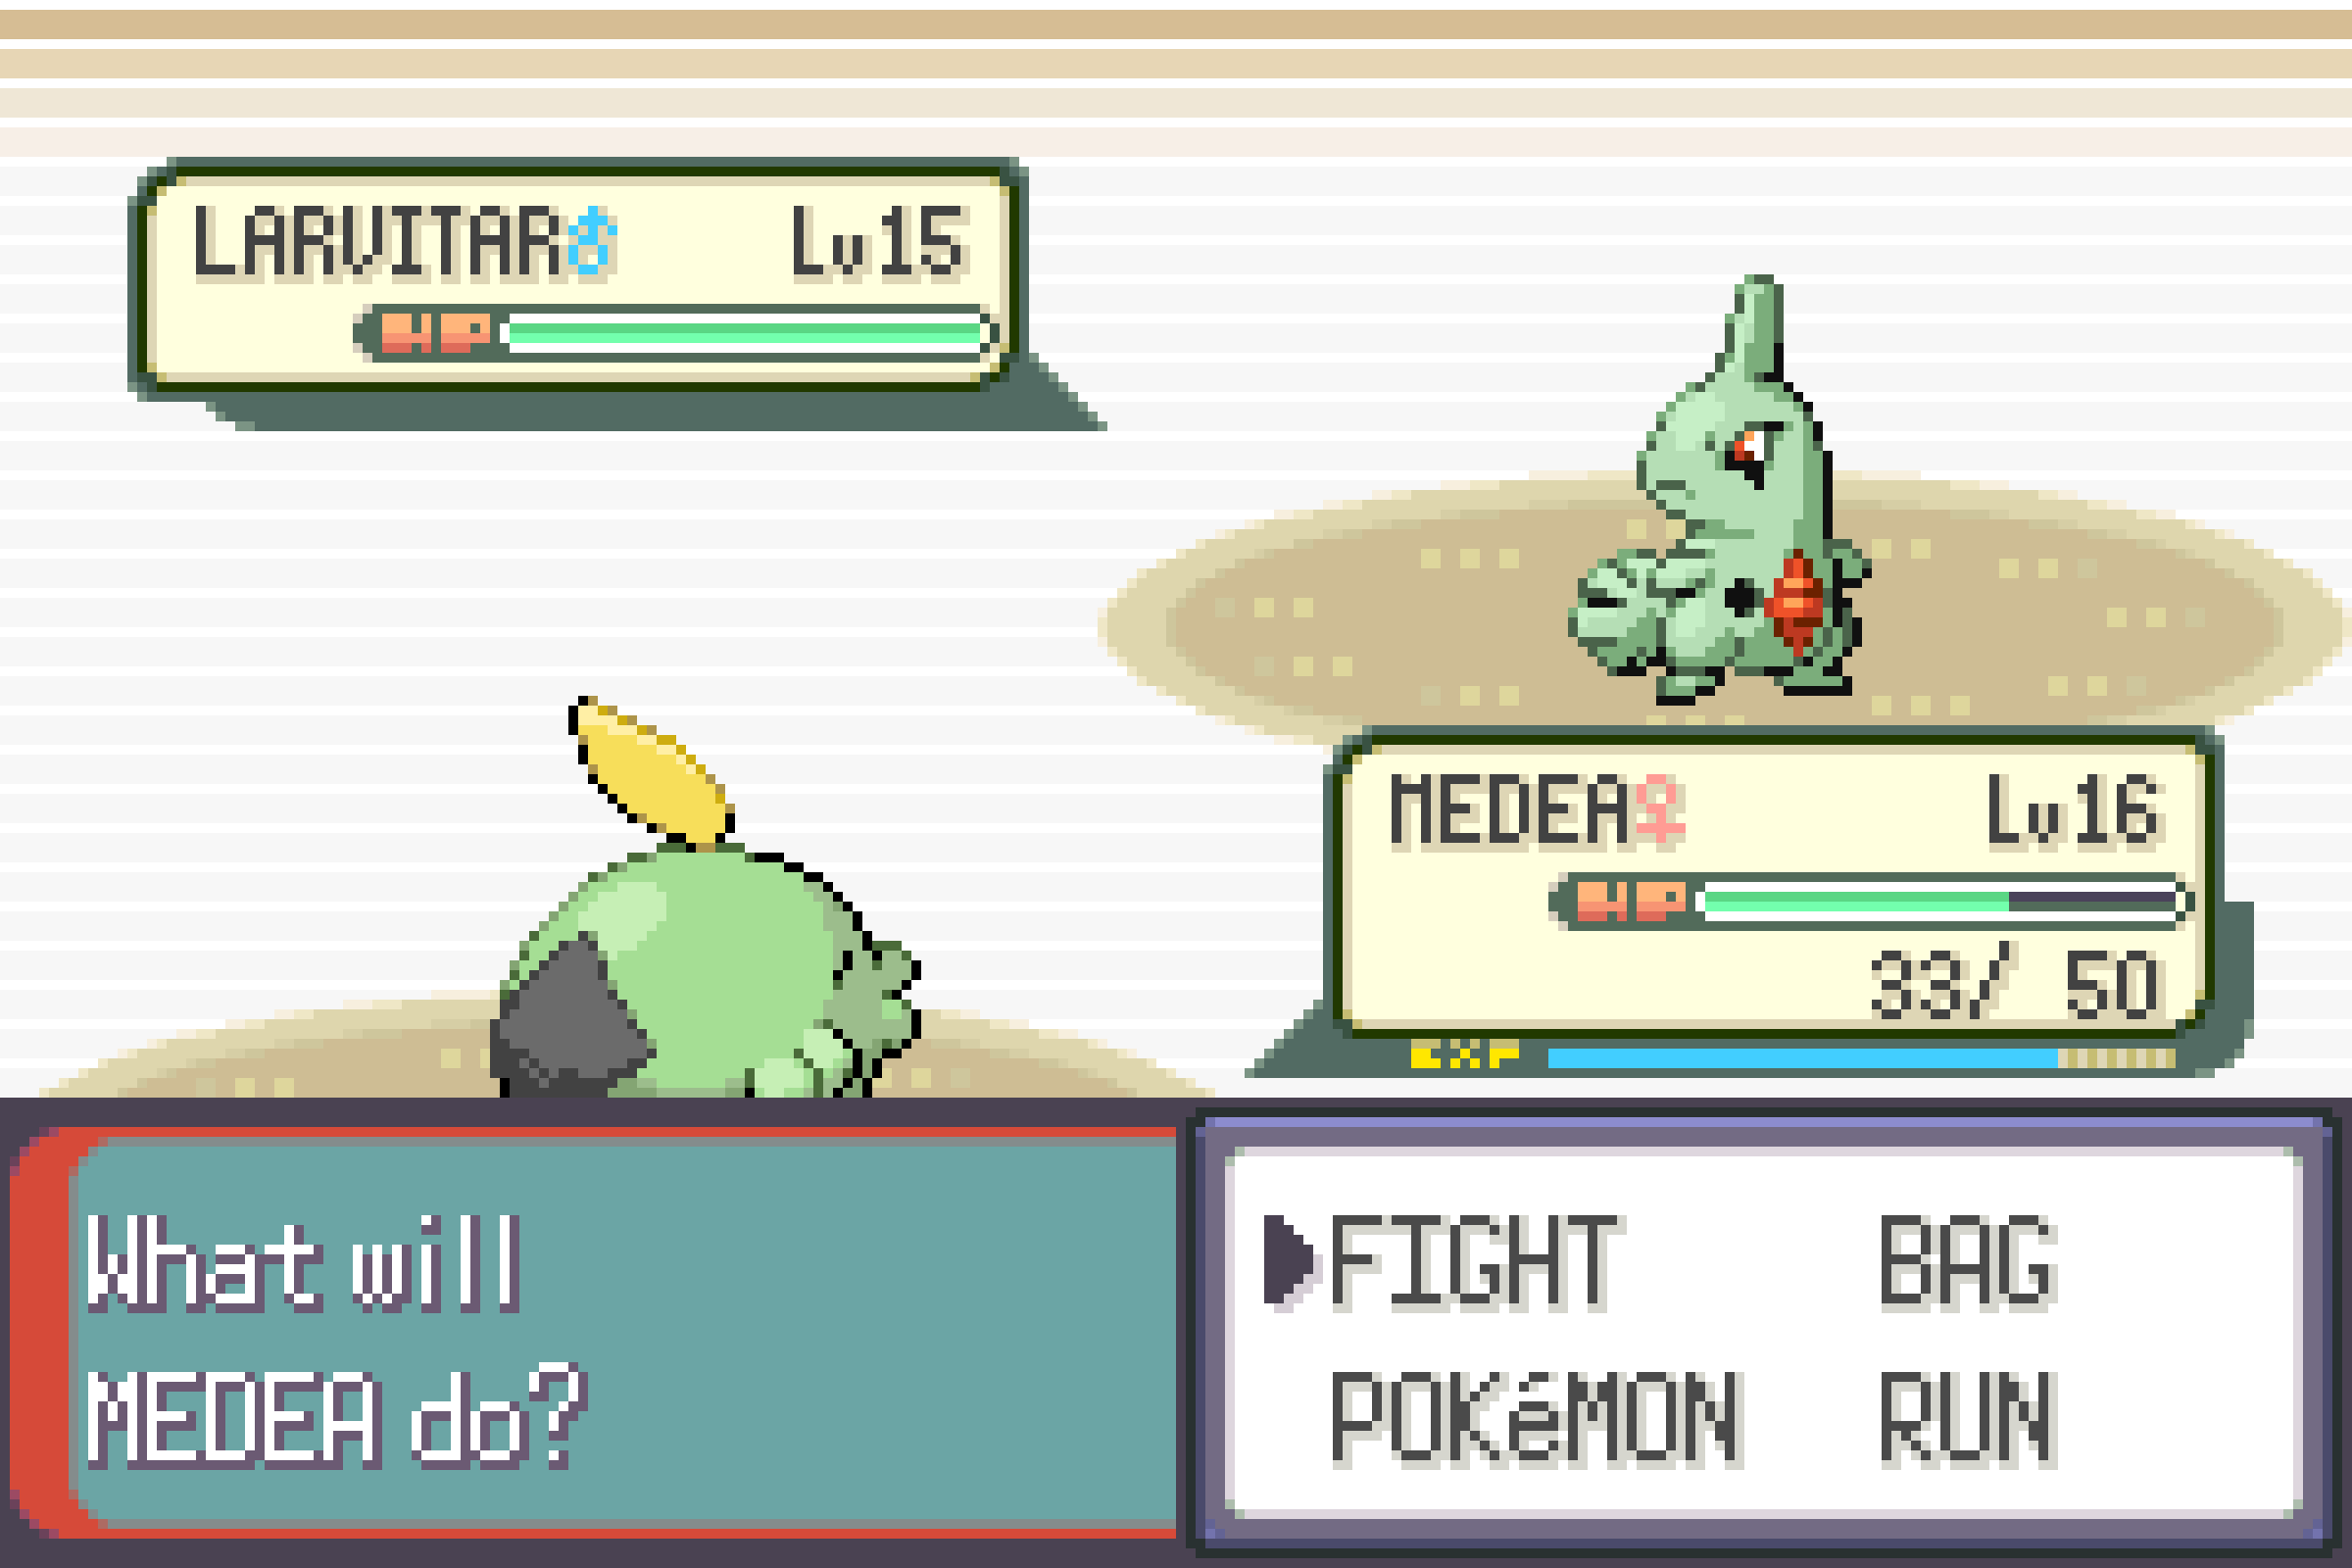 LARVITAR♂ Lv15
HP
MEDEA♀ Lv16
HP
33/ 50
EXP
What will
MEDEA do?
FIGHT BAG
POKéMON RUN